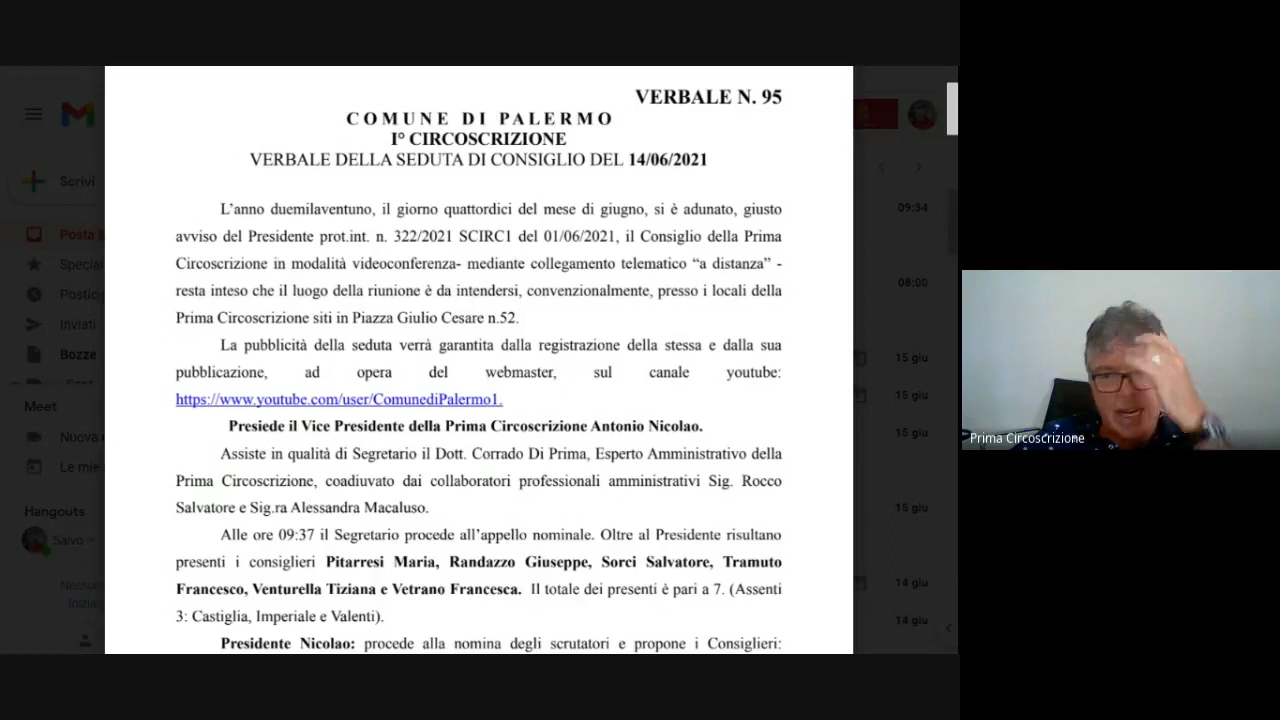 VERBALE N. 95
COMUNE DI PALERMO
I° CIRCOSCRIZIONE
VERBALE DELLA SEDUTA DI CONSIGLIO DEL 14/06/2021
L’anno duemilaventuno, il giorno quattordici del mese di giugno, si è adunato, giusto
avviso del Presidente prot.int. n. 322/2021 SCIRC1 del 01/06/2021, il Consiglio della Prima
Circoscrizione in modalità videoconferenza- mediante collegamento telematico “a distanza” -
resta inteso che il luogo della riunione è da intendersi, convenzionalmente, presso i locali della
Prima Circoscrizione siti in Piazza Giulio Cesare n.52.
La pubblicità della seduta verrà garantita dalla registrazione della stessa e dalla sua
pubblicazione, ad opera del webmaster, sul canale youtube:
https://www.youtube.com/user/ComunediPalermo1.
Presiede il Vice Presidente della Prima Circoscrizione Antonio Nicolao.
Assiste in qualità di Segretario il Dott. Corrado Di Prima, Esperto Amministrativo della
Prima Circoscrizione, coadiuvato dai collaboratori professionali amministrativi Sig. Rocco
Salvatore e Sig.ra Alessandra Macaluso.
Alle ore 09:37 il Segretario procede all’appello nominale. Oltre al Presidente risultano
presenti i consiglieri Pitarresi Maria, Randazzo Giuseppe, Sorci Salvatore, Tramuto
Francesco, Venturella Tiziana e Vetrano Francesca. Il totale dei presenti è pari a 7. (Assenti
3: Castiglia, Imperiale e Valenti).
Presidente Nicolao: procede alla nomina degli scrutatori e propone i Consiglieri:
Scrivi
Posta
Special
Postic
Inviati
Bozze
Meet
Nuova
Le mie
Hangouts
Salvo
09:34
08:00
15 giu
15 giu
15 giu
15 giu
14 giu
14 giu
Prima Circoscrizione